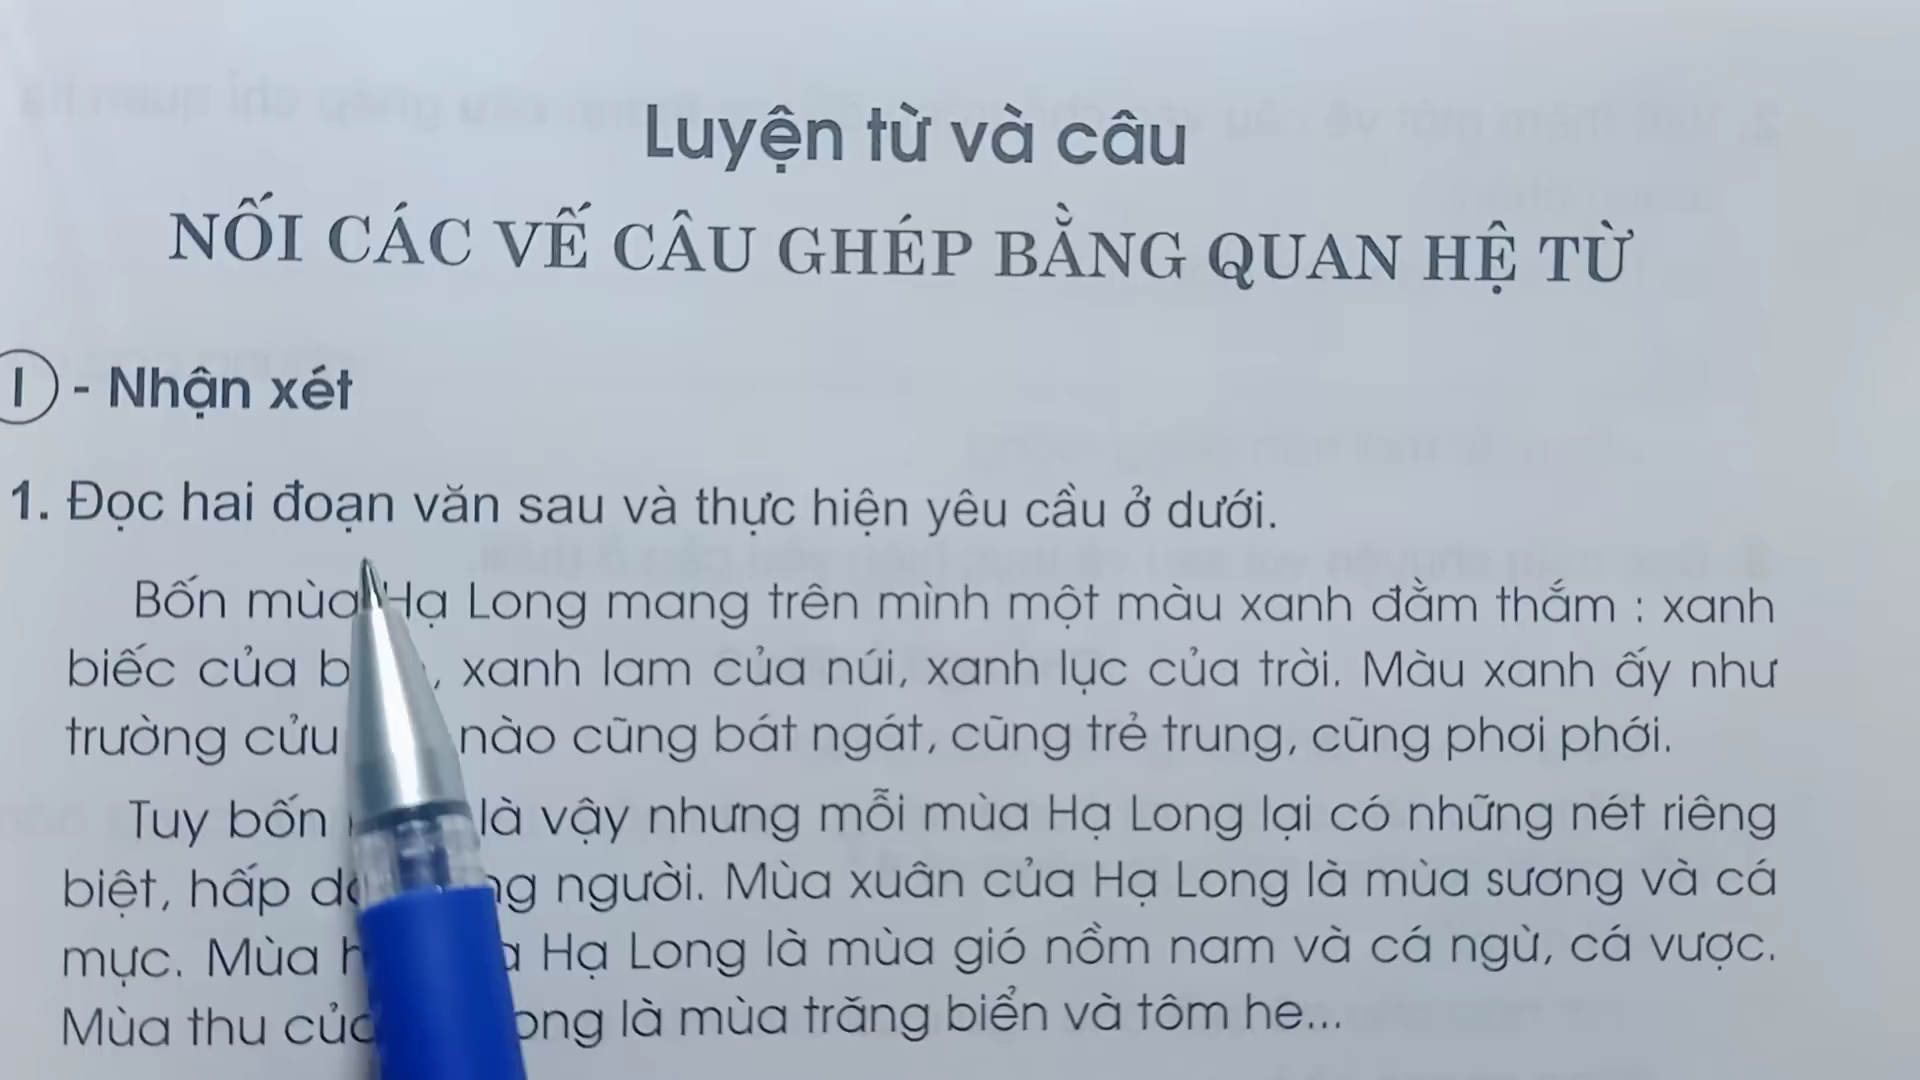 Luyện từ và câu
NỐI CÁC VẾ CÂU GHÉP BẰNG QUAN HỆ TỪ
I - Nhận xét
1. Đọc hai đoạn văn sau và thực hiện yêu cầu ở dưới.
Bốn mùa Hạ Long mang trên mình một màu xanh đằm thắm : xanh
biếc của , xanh lam của núi, xanh lục của trời. Màu xanh ấy như
trường cửu nào cũng bát ngát, cũng trẻ trung, cũng phơi phới.
Tuy bốn là vậy nhưng mỗi mùa Hạ Long lại có những nét riêng
biệt, hấp người. Mùa xuân của Hạ Long là mùa sương và cá
mực. Mùa Hạ Long là mùa gió nồm nam và cá ngừ, cá vược.
Mùa thu của là mùa trăng biển và tôm he...